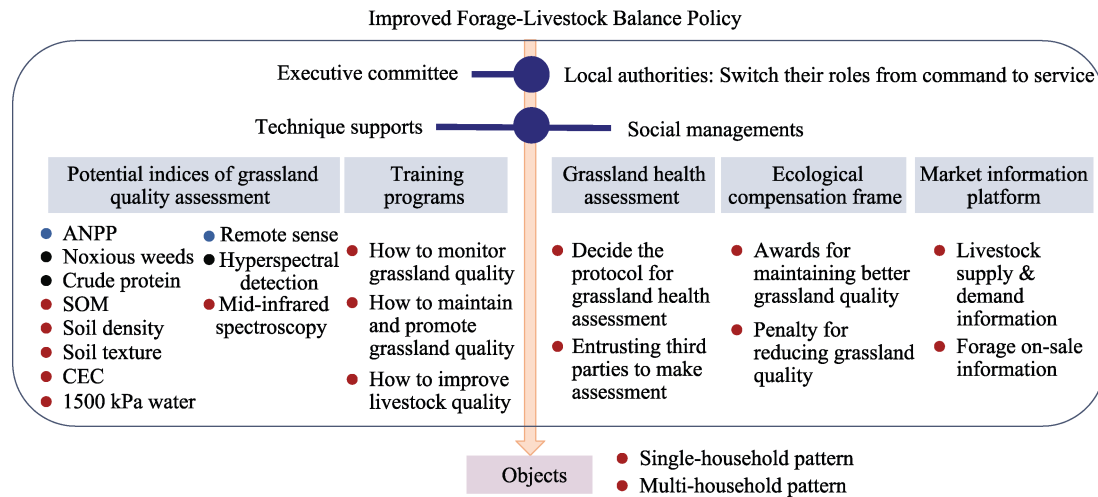 Improved Forage-Livestock Balance Policy
Executive committee
Local authorities: Switch their roles from command to service
Technique supports
Social managements
Potential indices of grassland
quality assessment
ANPP
Noxious weeds
Crude protein
SOM
Soil density
Soil texture
CEC
1500 kPa water
Remote sense
Hyperspectral
detection
Mid-infrared
spectroscopy
Training
programs
How to monitor
grassland quality
How to maintain
and promote
grassland quality
How to improve
livestock quality
Grassland health
assessment
Decide the
protocol for
grassland health
assessment
Entrusting third
parties to make
assessment
Ecological
compensation frame
Awards for
maintaining better
grassland quality
Penalty for
reducing grassland
quality
Market information
platform
Livestock
supply &
demand
information
Forage on-sale
information
Objects
Single-household pattern
Multi-household pattern